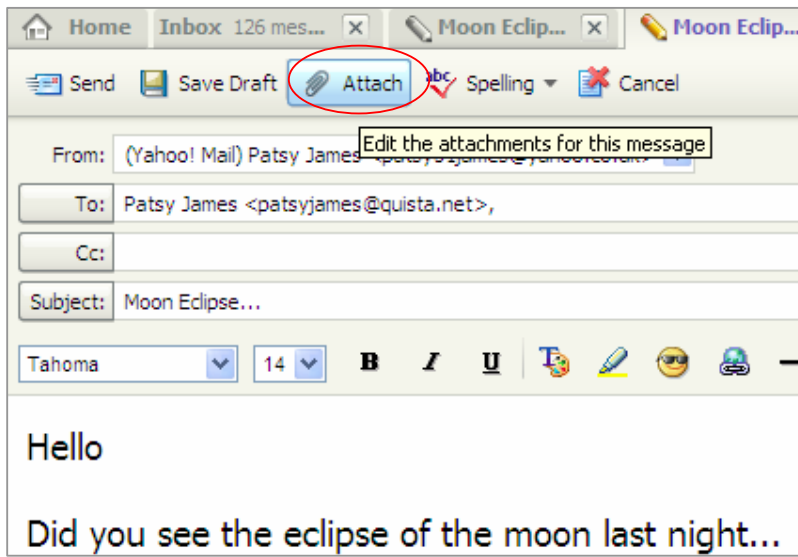 Home Inbox 126 mes... Moon Eclip... Moon Eclip...
Send Save Draft Attach abc Spelling Cancel
Edit the attachments for this message
From: (Yahoo! Mail) Patsy James
To: Patsy James <patsyjames@quista.net>,
Cc:
Subject: Moon Eclipse...
Tahoma 14 B I U T
Hello
Did you see the eclipse of the moon last night...